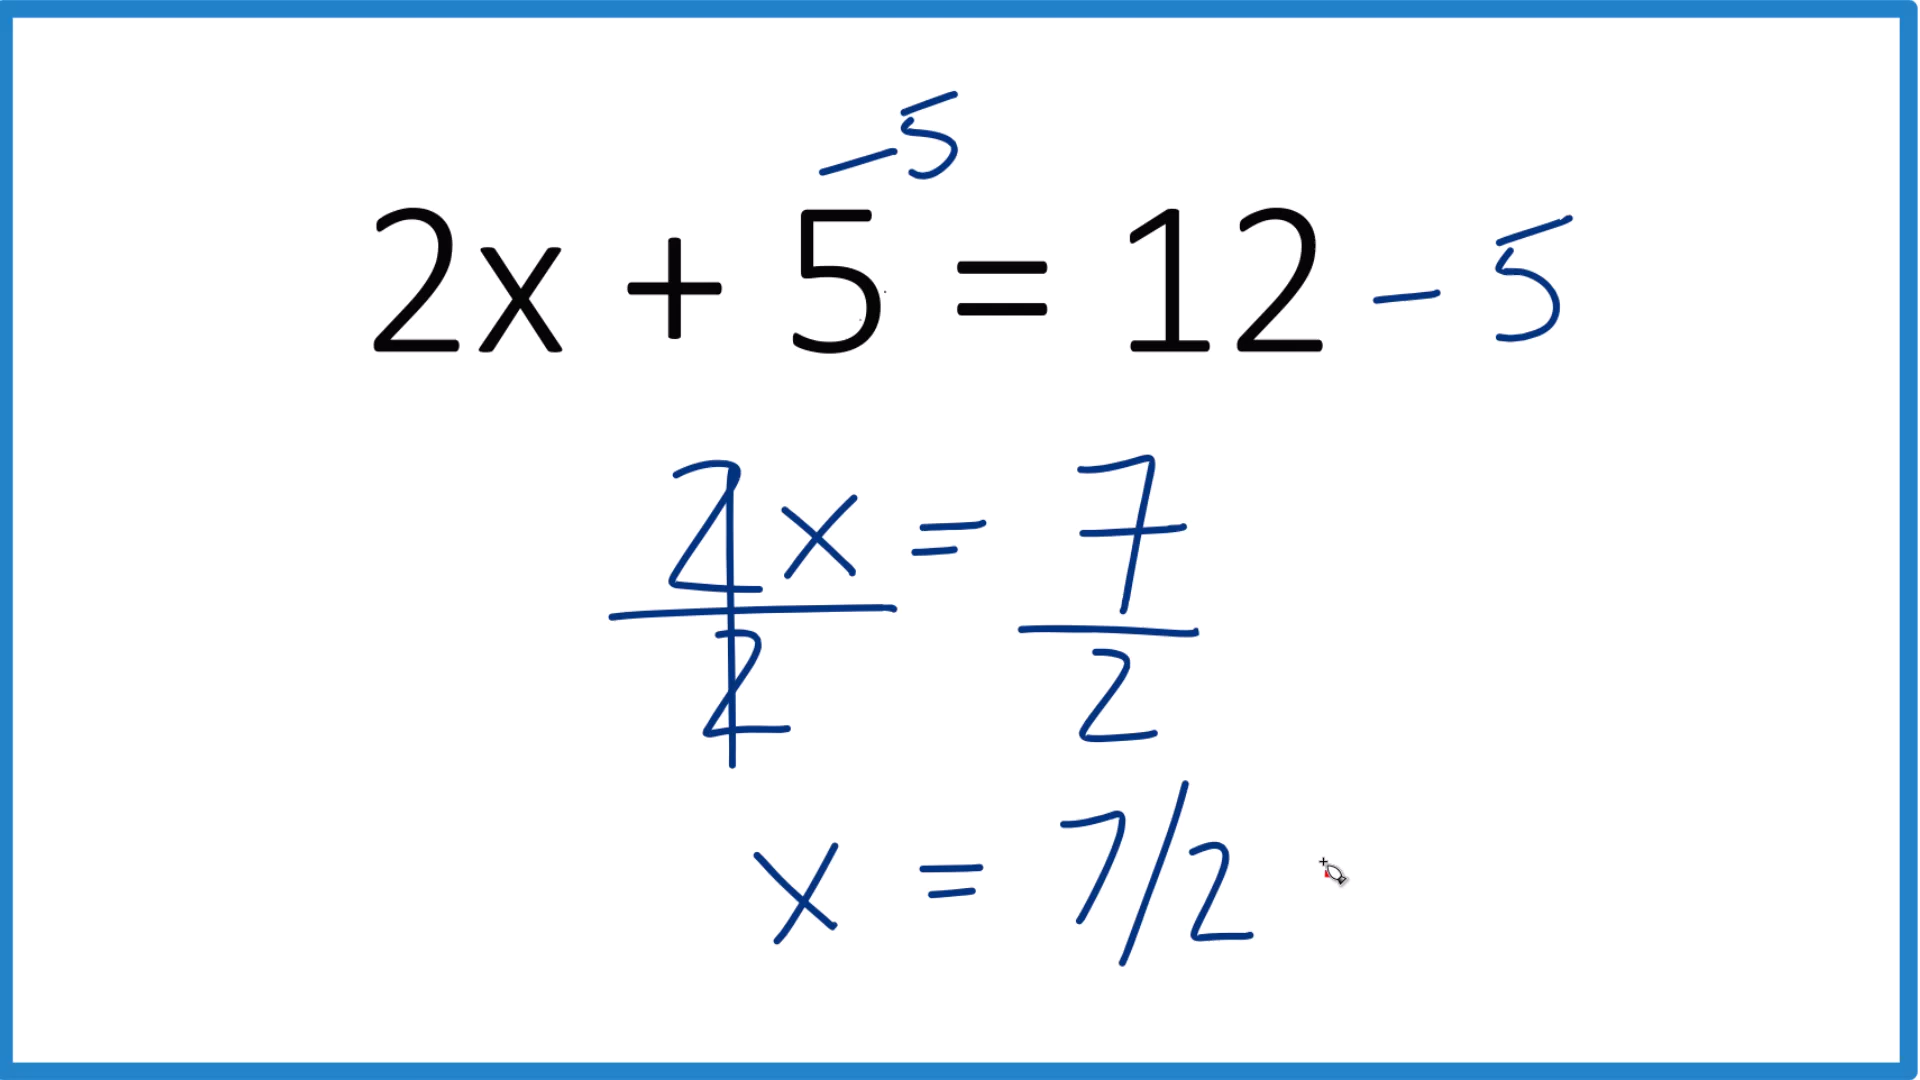 - 5
2x + 5 = 12 - 5
2x = 7
2 2
x = 7/2